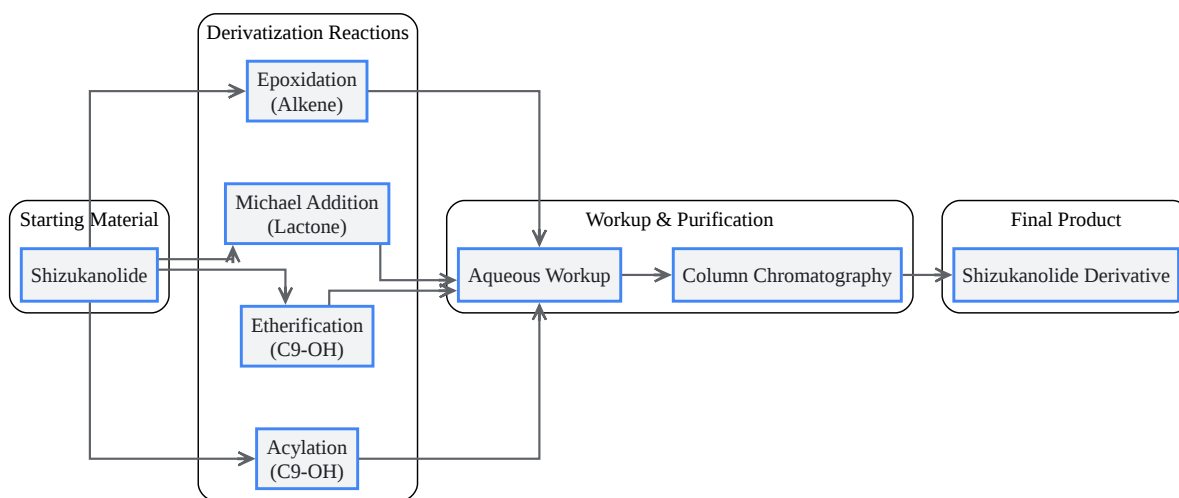 Derivatization Reactions
Epoxidation
(Alkene)
Michael Addition
(Lactone)
Starting Material
Shizukanolide
Etherification
(C9-OH)
Acylation
(C9-OH)
Workup & Purification
Aqueous Workup
Column Chromatography
Final Product
Shizukanolide Derivative